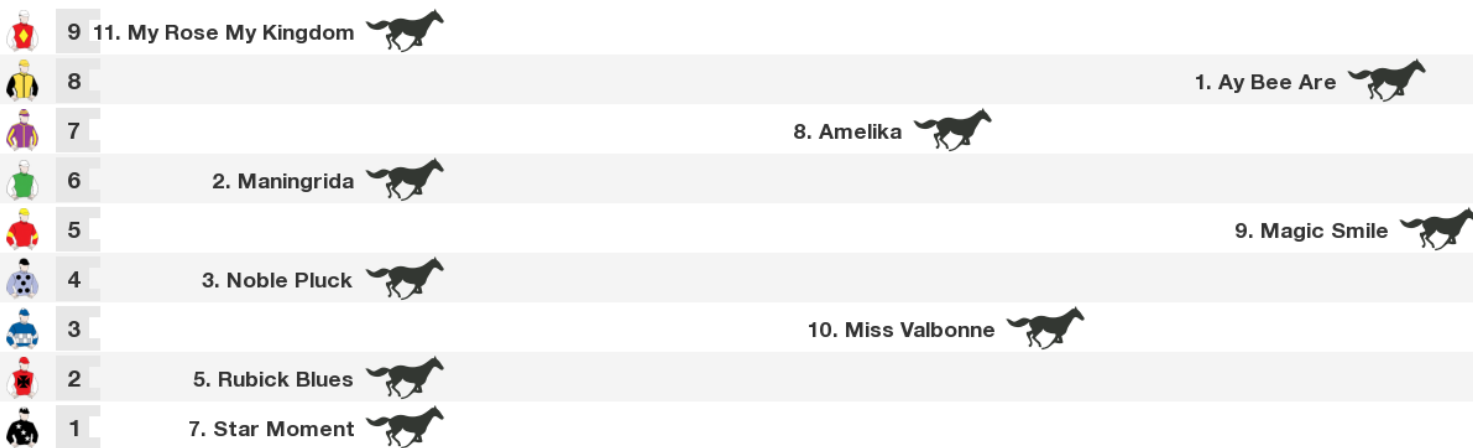 9 11. My Rose My Kingdom
8 1. Ay Bee Are
7 8. Amelika
6 2. Maningrida
5 9. Magic Smile
4 3. Noble Pluck
3 10. Miss Valbonne
2 5. Rubick Blues
1 7. Star Moment